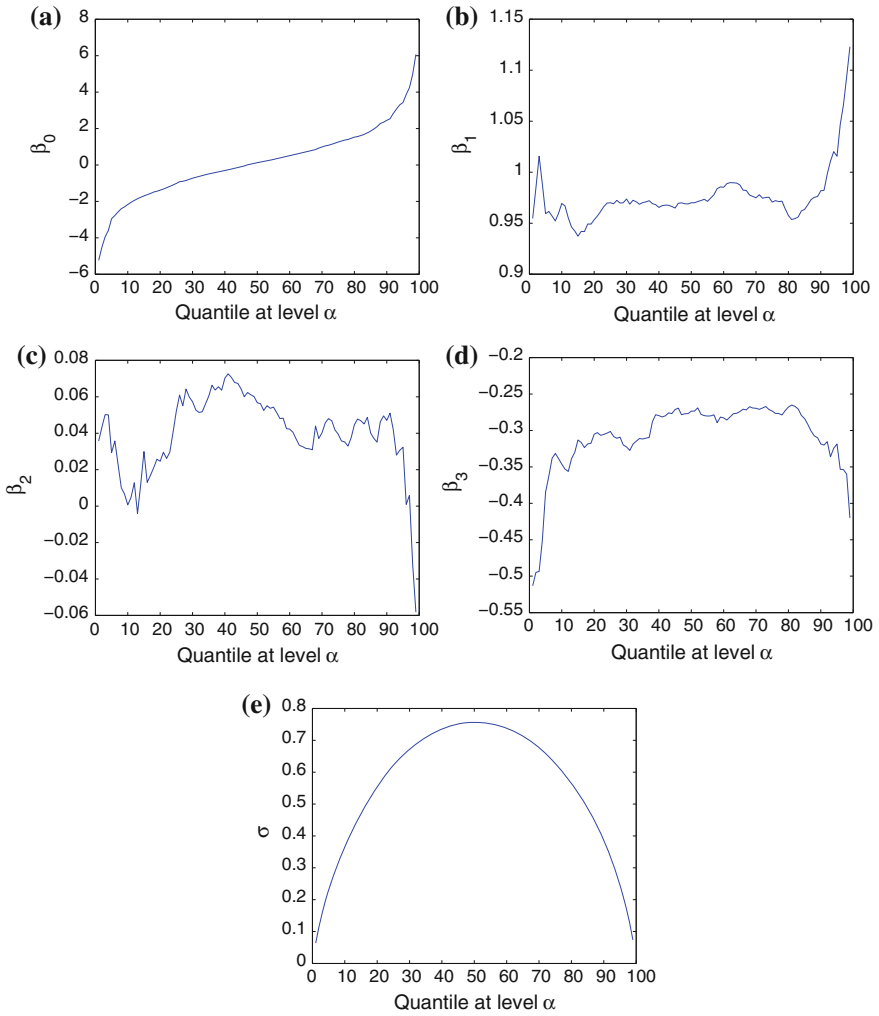 (a)
8
6
4
2
0
−2
−4
−6
β0
0 10 20 30 40 50 60 70 80 90 100
Quantile at level α
(b)
1.15
1.1
1.05
1
0.95
0.9
β1
0 10 20 30 40 50 60 70 80 90 100
Quantile at level α
(c)
0.08
0.06
0.04
0.02
0
−0.02
−0.04
−0.06
β2
0 10 20 30 40 50 60 70 80 90 100
Quantile at level α
(d)
−0.2
−0.25
−0.3
−0.35
−0.4
−0.45
−0.5
−0.55
β3
0 10 20 30 40 50 60 70 80 90 100
Quantile at level α
(e)
0.8
0.7
0.6
0.5
0.4
0.3
0.2
0.1
0
σ
0 10 20 30 40 50 60 70 80 90 100
Quantile at level α